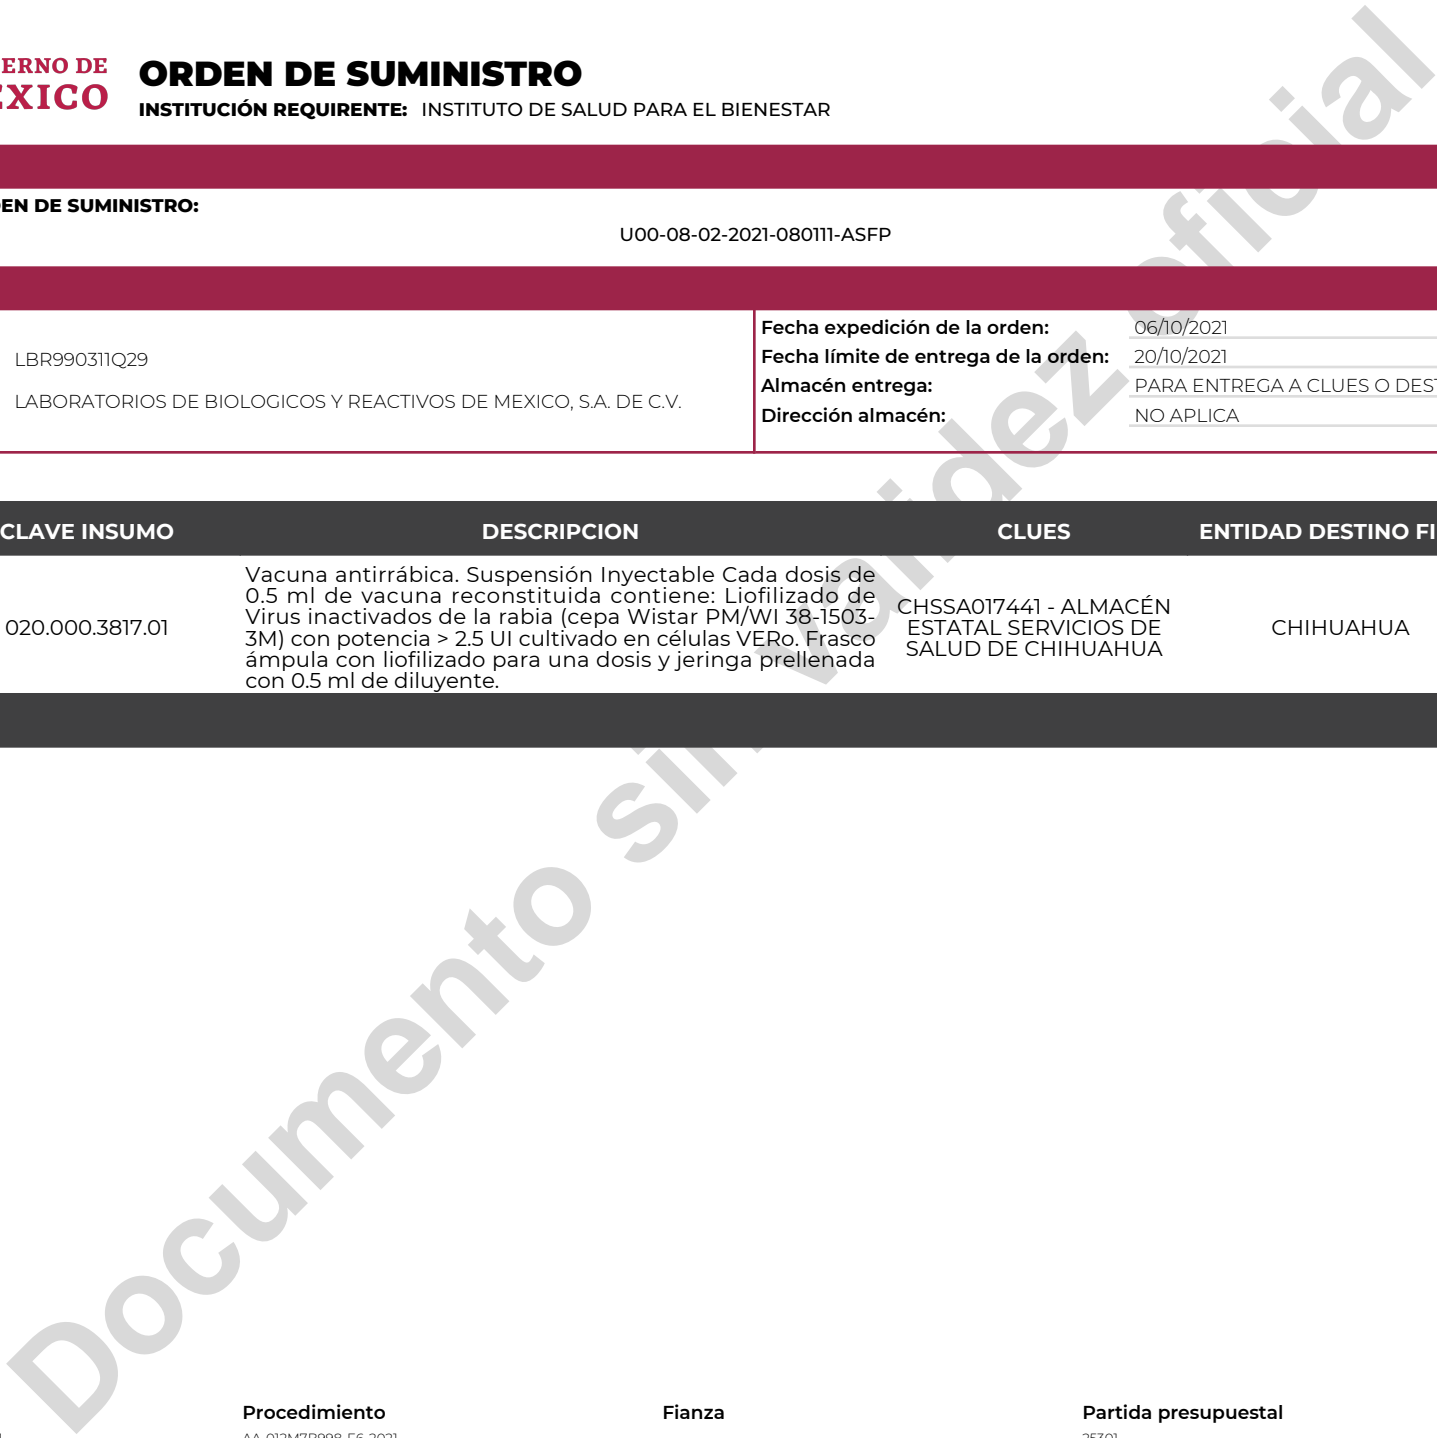 ERNO DE
EXICO
ORDEN DE SUMINISTRO
INSTITUCIÓN REQUIRENTE: INSTITUTO DE SALUD PARA EL BIENESTAR
EN DE SUMINISTRO:
U00-08-02-2021-080111-ASFP
LBR990311Q29
LABORATORIOS DE BIOLOGICOS Y REACTIVOS DE MEXICO, S.A. DE C.V.
Fecha expedición de la orden: 06/10/2021
Fecha límite de entrega de la orden: 20/10/2021
Almacén entrega: PARA ENTREGA A CLUES O DEST
Dirección almacén: NO APLICA
CLAVE INSUMO DESCRIPCION CLUES ENTIDAD DESTINO FI
020.000.3817.01
Vacuna antirrábica. Suspensión Inyectable Cada dosis de
0.5 ml de vacuna reconstituida contiene: Liofilizado de
Virus inactivados de la rabia (cepa Wistar PM/WI 38-1503-
3M) con potencia > 2.5 UI cultivado en células VERo. Frasco
ámpula con liofilizado para una dosis y jeringa prellenada
con 0.5 ml de diluyente.
CHSSA017441 - ALMACÉN
ESTATAL SERVICIOS DE
SALUD DE CHIHUAHUA
CHIHUAHUA
Documento sin validez oficial
Procedimiento Fianza Partida presupuestal